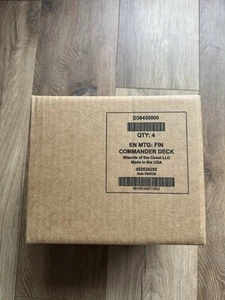 D38450000
QTY: 4
EN MTG: FIN
COMMANDER DECK
Wizards of the Coast LLC
Made in the USA